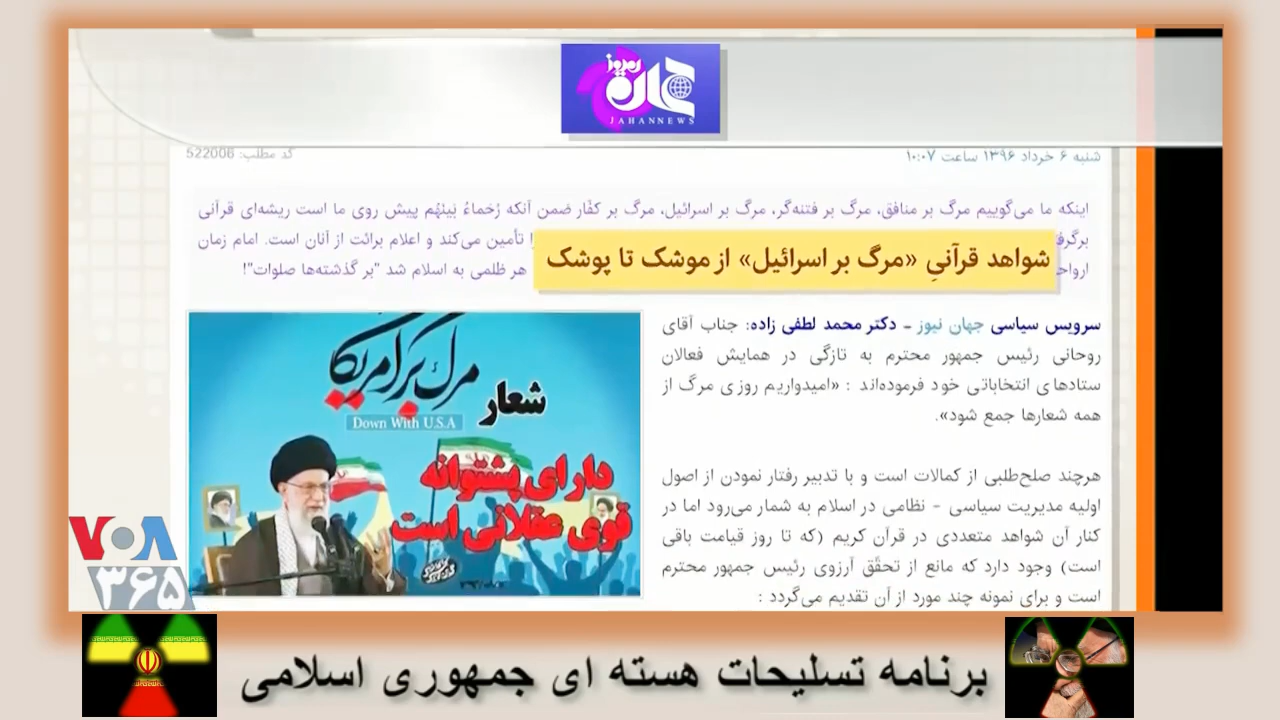 جهان نیوز
JAHANNEWS
شنبه ۶ خرداد ۱۳۹۶ ساعت ۱۰:۰۷
کد مطلب: 522006
اینکه ما می‌گوییم مرگ بر منافق، مرگ بر فتنه‌گر، مرگ بر اسرائیل، مرگ بر کفّار ضمن آنکه رُحَماءُ بَینَهُم پیش روی ما است ریشه‌ای قرآنی
تأمین می‌کند و اعلام برائت از آنان است. امام زمان
هر ظلمی به اسلام شد "بر گذشته‌ها صلوات"!
شواهد قرآنیِ «مرگ بر اسرائیل» از موشک تا پوشک
سرویس سیاسی جهان نیوز - دکتر محمد لطفی زاده: جناب آقای
روحانی رئیس جمهور محترم به تازگی در همایش فعالان
ستادهای انتخاباتی خود فرموده‌اند : «امیدواریم روزی مرگ از
همه شعارها جمع شود».
هرچند صلح‌طلبی از کمالات است و با تدبیر رفتار نمودن از اصول
اولیه مدیریت سیاسی - نظامی در اسلام به شمار می‌رود اما در
کنار آن شواهد متعددی در قرآن کریم (که تا روز قیامت باقی
است) وجود دارد که مانع از تحقّق آرزوی رئیس جمهور محترم
است و برای نمونه چند مورد از آن تقدیم می‌گردد :
شعار
مرگ بر امریکا
Down With U.S.A
دارای پشتوانه
قوی عقلانی است
VOA
۳۶۵
برنامه تسلیحات هسته ای جمهوری اسلامی